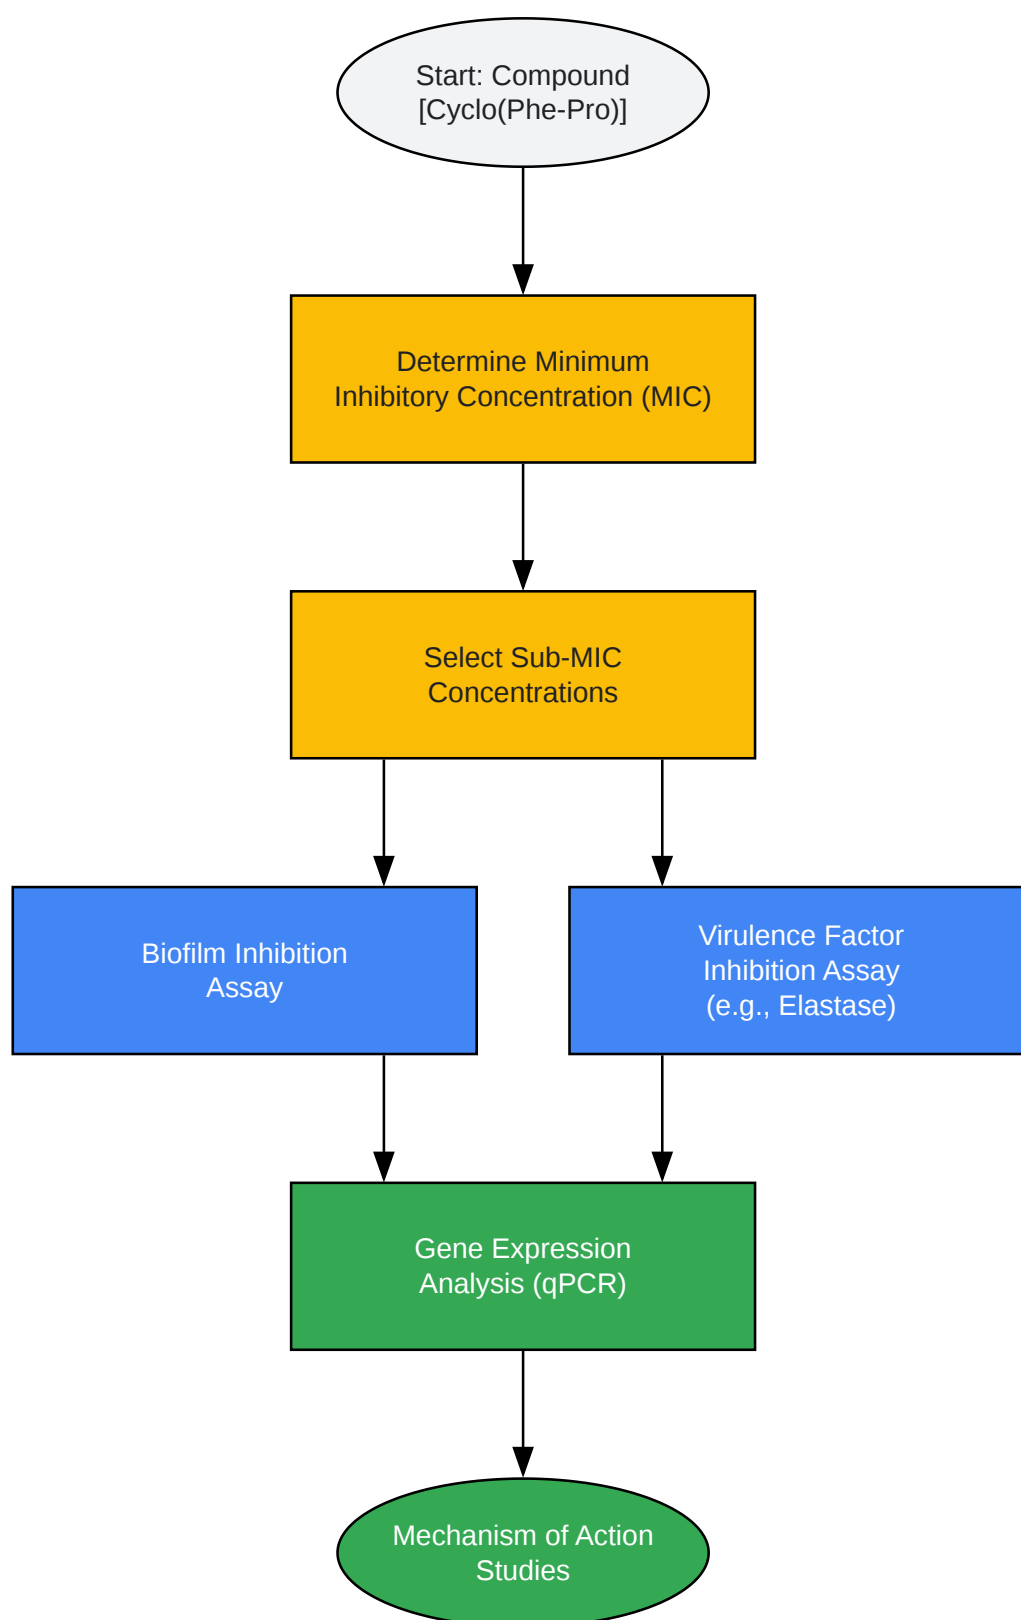 Start: Compound
[Cyclo(Phe-Pro)]
Determine Minimum
Inhibitory Concentration (MIC)
Select Sub-MIC
Concentrations
Biofilm Inhibition
Assay
Virulence Factor
Inhibition Assay
(e.g., Elastase)
Gene Expression
Analysis (qPCR)
Mechanism of Action
Studies